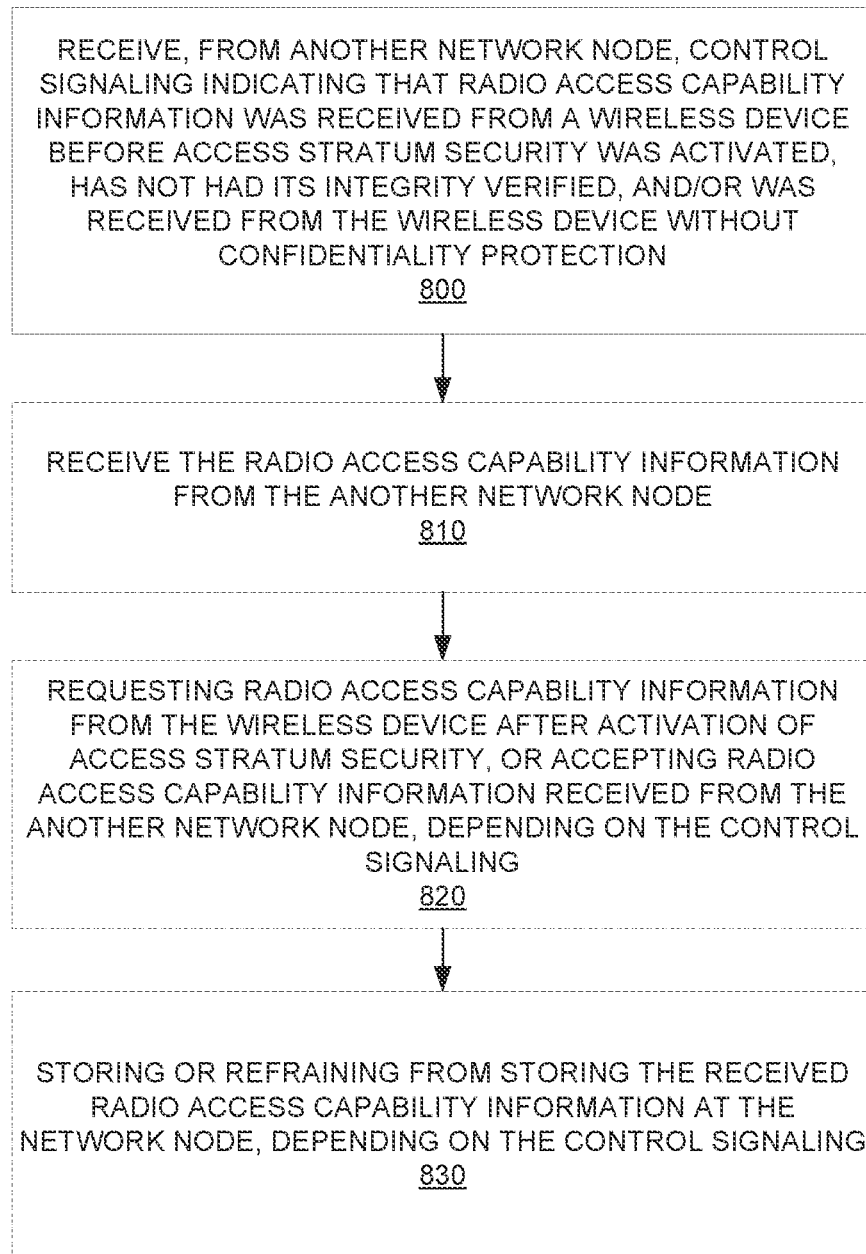 RECEIVE, FROM ANOTHER NETWORK NODE, CONTROL
SIGNALING INDICATING THAT RADIO ACCESS CAPABILITY
INFORMATION WAS RECEIVED FROM A WIRELESS DEVICE
BEFORE ACCESS STRATUM SECURITY WAS ACTIVATED,
HAS NOT HAD ITS INTEGRITY VERIFIED, AND/OR WAS
RECEIVED FROM THE WIRELESS DEVICE WITHOUT
CONFIDENTIALITY PROTECTION
800
RECEIVE THE RADIO ACCESS CAPABILITY INFORMATION
FROM THE ANOTHER NETWORK NODE
810
REQUESTING RADIO ACCESS CAPABILITY INFORMATION
FROM THE WIRELESS DEVICE AFTER ACTIVATION OF
ACCESS STRATUM SECURITY, OR ACCEPTING RADIO
ACCESS CAPABILITY INFORMATION RECEIVED FROM THE
ANOTHER NETWORK NODE, DEPENDING ON THE CONTROL
SIGNALING
820
STORING OR REFRAINING FROM STORING THE RECEIVED
RADIO ACCESS CAPABILITY INFORMATION AT THE
NETWORK NODE, DEPENDING ON THE CONTROL SIGNALING
830